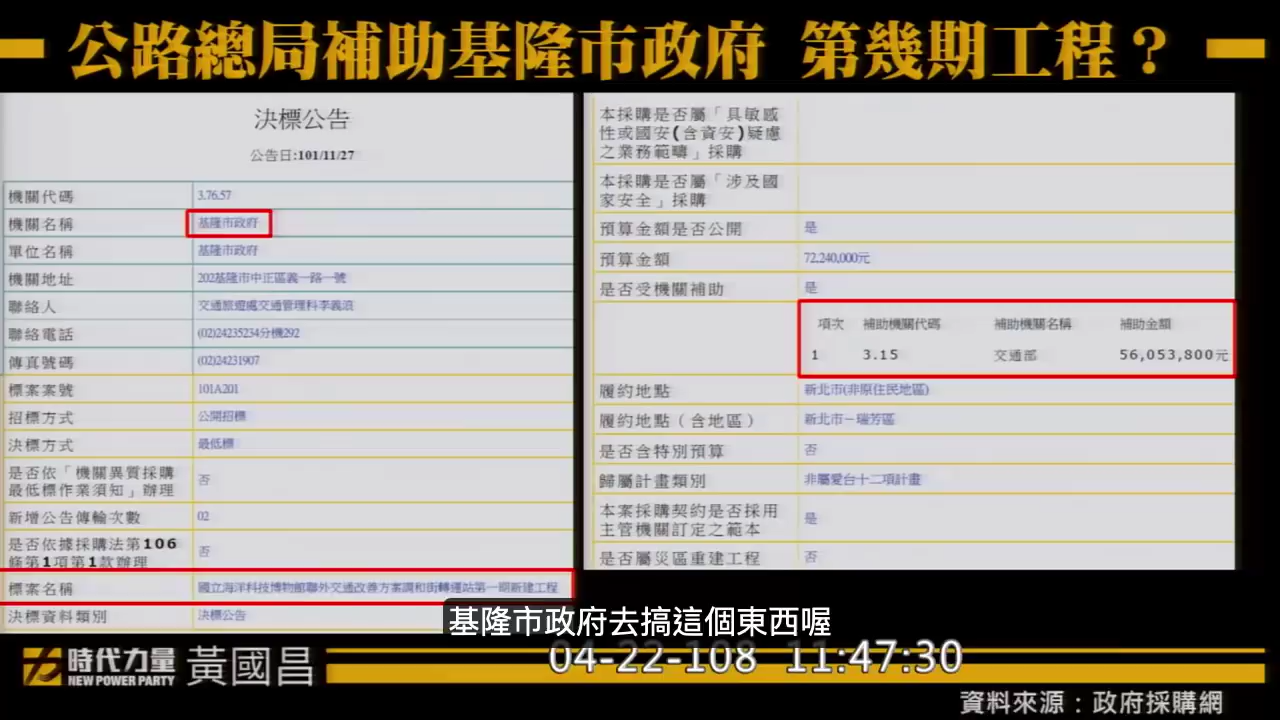 公路總局補助基隆市政府 第幾期工程？
決標公告
公告日:101/11/27
機關代碼 3.76.57
機關名稱 基隆市政府
單位名稱 基隆市政府
機關地址 202基隆市中正區義一路一號
聯絡人 交通旅遊處交通管理科李義浪
聯絡電話 (02)24235234分機292
傳真號碼 (02)24231907
標案案號 101A201
招標方式 公開招標
決標方式 最低標
是否依「機關異質採購
最低標作業須知」辦理 否
新增公告傳輸次數 02
是否依據採購法第106
條第1項第1款辦理 否
標案名稱 國立海洋科技博物館聯外交通改善方案調和街轉運站第一期新建工程
決標資料類別 決標公告
本採購是否屬「具敏感
性或國安(含資安)疑慮
之業務範疇」採購
本採購是否屬「涉及國
家安全」採購
預算金額是否公開 是
預算金額 72,240,000元
是否受機關補助 是
項次 補助機關代碼 補助機關名稱 補助金額
1 3.15 交通部 56,053,800元
履約地點 新北市(非原住民地區)
履約地點（含地區） 新北市－瑞芳區
是否含特別預算 否
歸屬計畫類別 非屬愛台十二項計畫
本案採購契約是否採用
主管機關訂定之範本 是
是否屬災區重建工程 否
基隆市政府去搞這個東西喔
04-22-108 11:47:30
時代力量 黃國昌
NEW POWER PARTY
資料來源：政府採購網